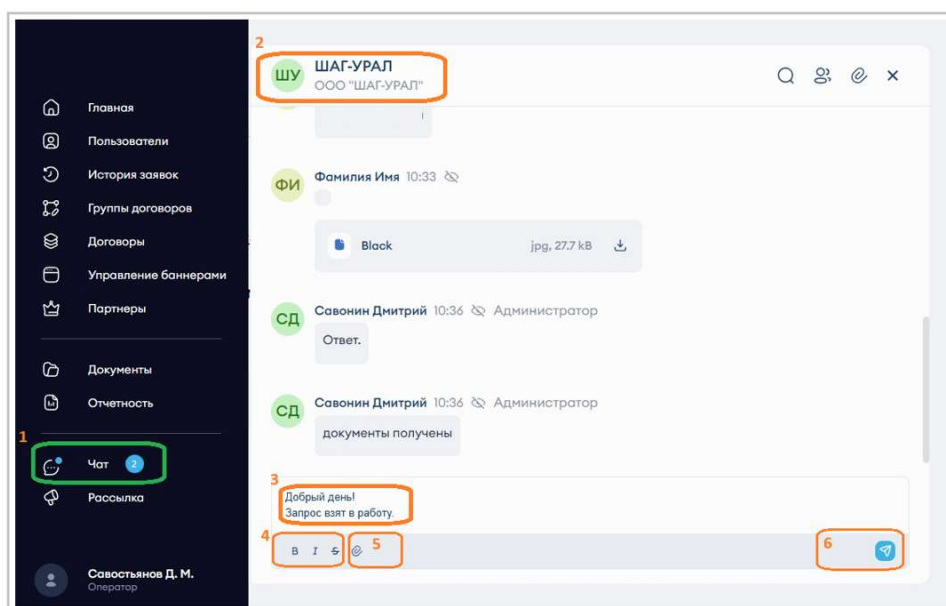 Главная
Пользователи
История заявок
Группы договоров
Договоры
Управление баннерами
Партнеры
Документы
Отчетность
1
Чат 2
Рассылка
Савостьянов Д. М.
Оператор
2
ШУ
ШАГ-УРАЛ
ООО "ШАГ-УРАЛ"
ФИ
Фамилия Имя 10:33
Black jpg, 27.7 kB
СД
Савонин Дмитрий 10:36 Администратор
Ответ.
СД
Савонин Дмитрий 10:36 Администратор
документы получены
3
Добрый день!
Запрос взят в работу.
4 B I S 5 6